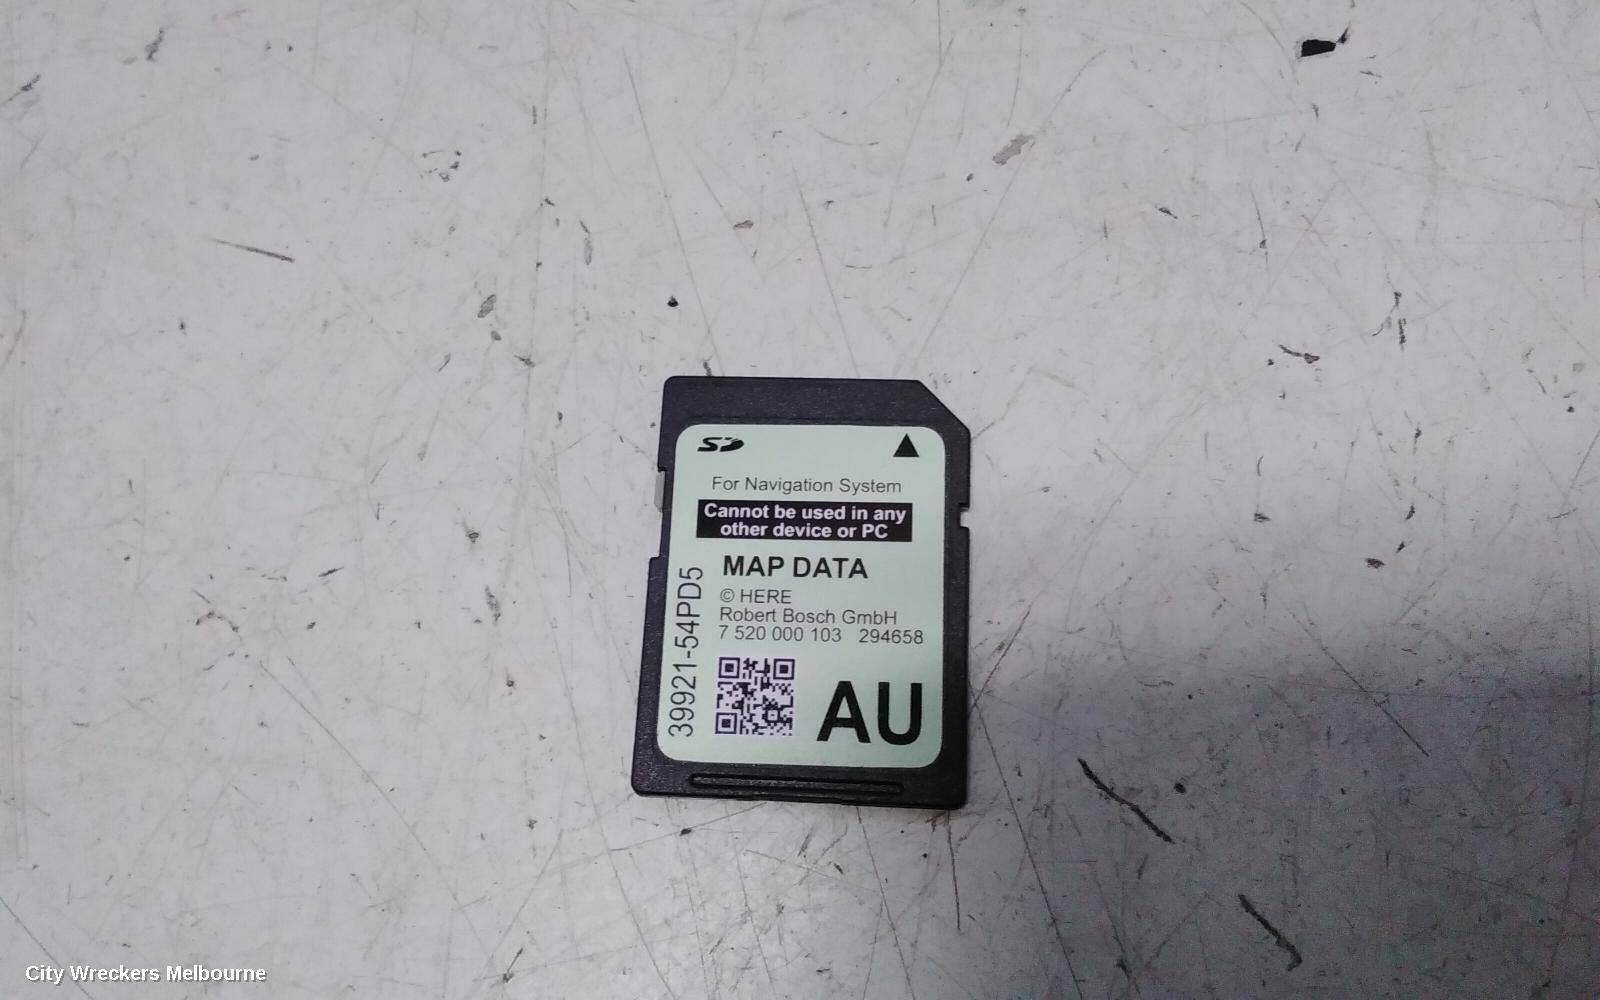 SD
For Navigation System
Cannot be used in any
other device or PC
MAP DATA
© HERE
Robert Bosch GmbH
7 520 000 103 294658
39921-54PD5
AU
City Wreckers Melbourne